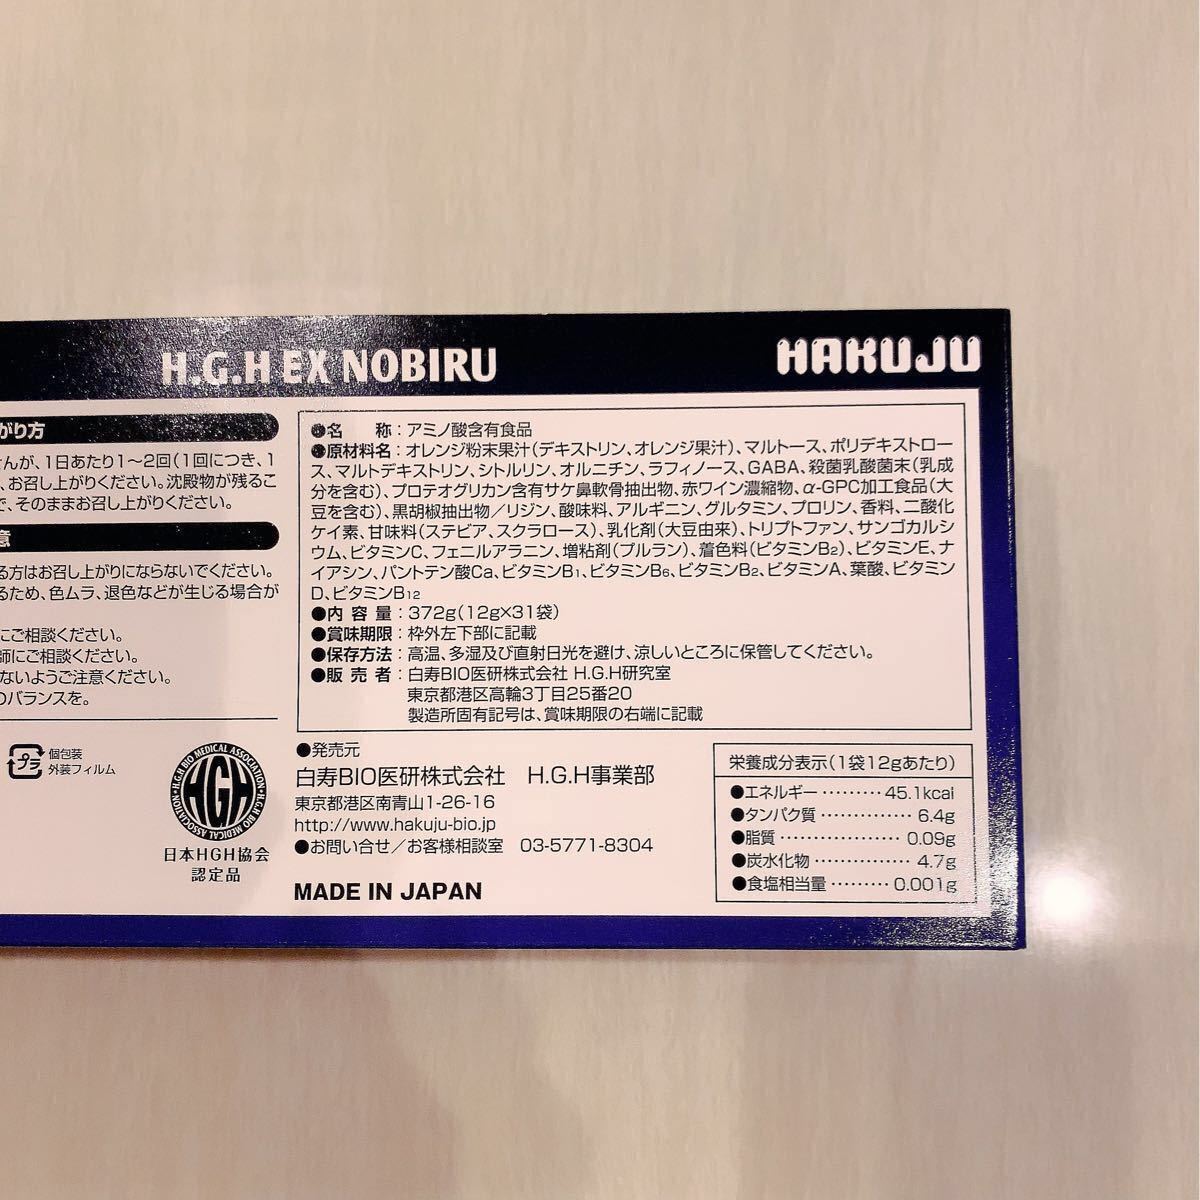 H.G.H EX NOBIRU
HAKUJU
がり方
さんが、1日あたり1〜2回(1回につき、1
、お召し上がりください。沈殿物が残るこ
で、そのままお召し上がりください。
意
る方はお召し上がりにならないでください。
るため、色ムラ、退色などが生じる場合が
にご相談ください。
師にご相談ください。
ないようご注意ください。
のバランスを。
●名 称:アミノ酸含有食品
●原材料名:オレンジ粉末果汁(デキストリン、オレンジ果汁)、マルトース、ポリデキストロー
ス、マルトデキストリン、シトルリン、オルニチン、ラフィノース、GABA、殺菌乳酸菌末(乳成
分を含む)、プロテオグリカン含有サケ鼻軟骨抽出物、赤ワイン濃縮物、α-GPC加工食品(大
豆を含む)、黒胡椒抽出物/リジン、酸味料、アルギニン、グルタミン、プロリン、香料、二酸化
ケイ素、甘味料(ステビア、スクラロース)、乳化剤(大豆由来)、トリプトファン、サンゴカルシ
ウム、ビタミンC、フェニルアラニン、増粘剤(プルラン)、着色料(ビタミンB2)、ビタミンE、ナ
イアシン、パントテン酸Ca、ビタミンB1、ビタミンB6、ビタミンB2、ビタミンA、葉酸、ビタミン
D、ビタミンB12
●内 容 量:372g(12g×31袋)
●賞味期限:枠外左下部に記載
●保存方法:高温、多湿及び直射日光を避け、涼しいところに保管してください。
●販 売 者:白寿BIO医研株式会社 H.G.H研究室
東京都港区高輪3丁目25番20
製造所固有記号は、賞味期限の右端に記載
プラ
個包装
外装フィルム
H.G.H BIO MEDICAL ASSOCIATION・H.G.H BIO MEDICAL ASSOCIATION・
HGH
日本HGH協会
認定品
●発売元
白寿BIO医研株式会社 H.G.H事業部
東京都港区南青山1-26-16
http://www.hakuju-bio.jp
●お問い合せ/お客様相談室 03-5771-8304
MADE IN JAPAN
栄養成分表示(1袋12gあたり)
●エネルギー………45.1kcal
●タンパク質…………6.4g
●脂質………………0.09g
●炭水化物…………4.7g
●食塩相当量………0.001g